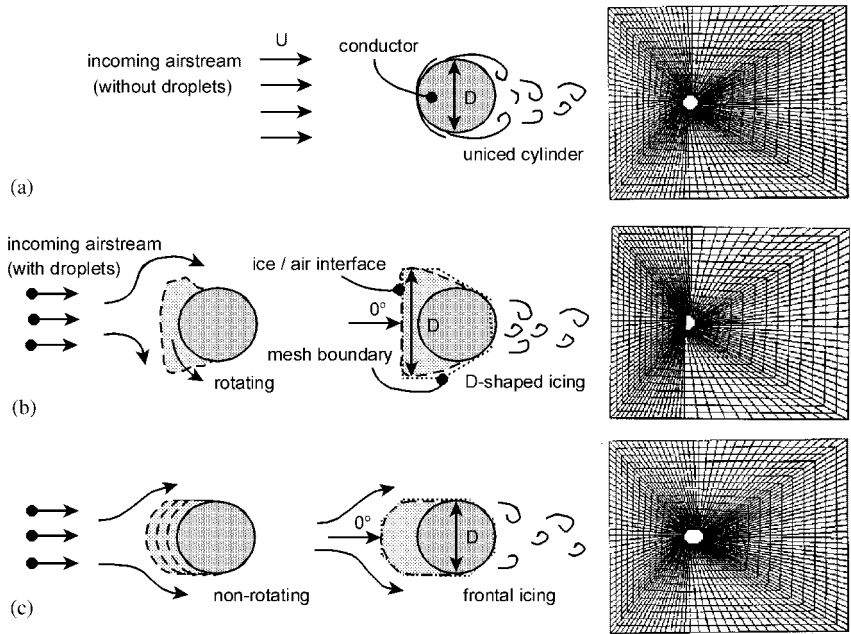 U
incoming airstream
(without droplets)
conductor
D
uniced cylinder
(a)
incoming airstream
(with droplets)
rotating
ice / air interface
0°
D
mesh boundary
D-shaped icing
(b)
non-rotating
0°
D
frontal icing
(c)